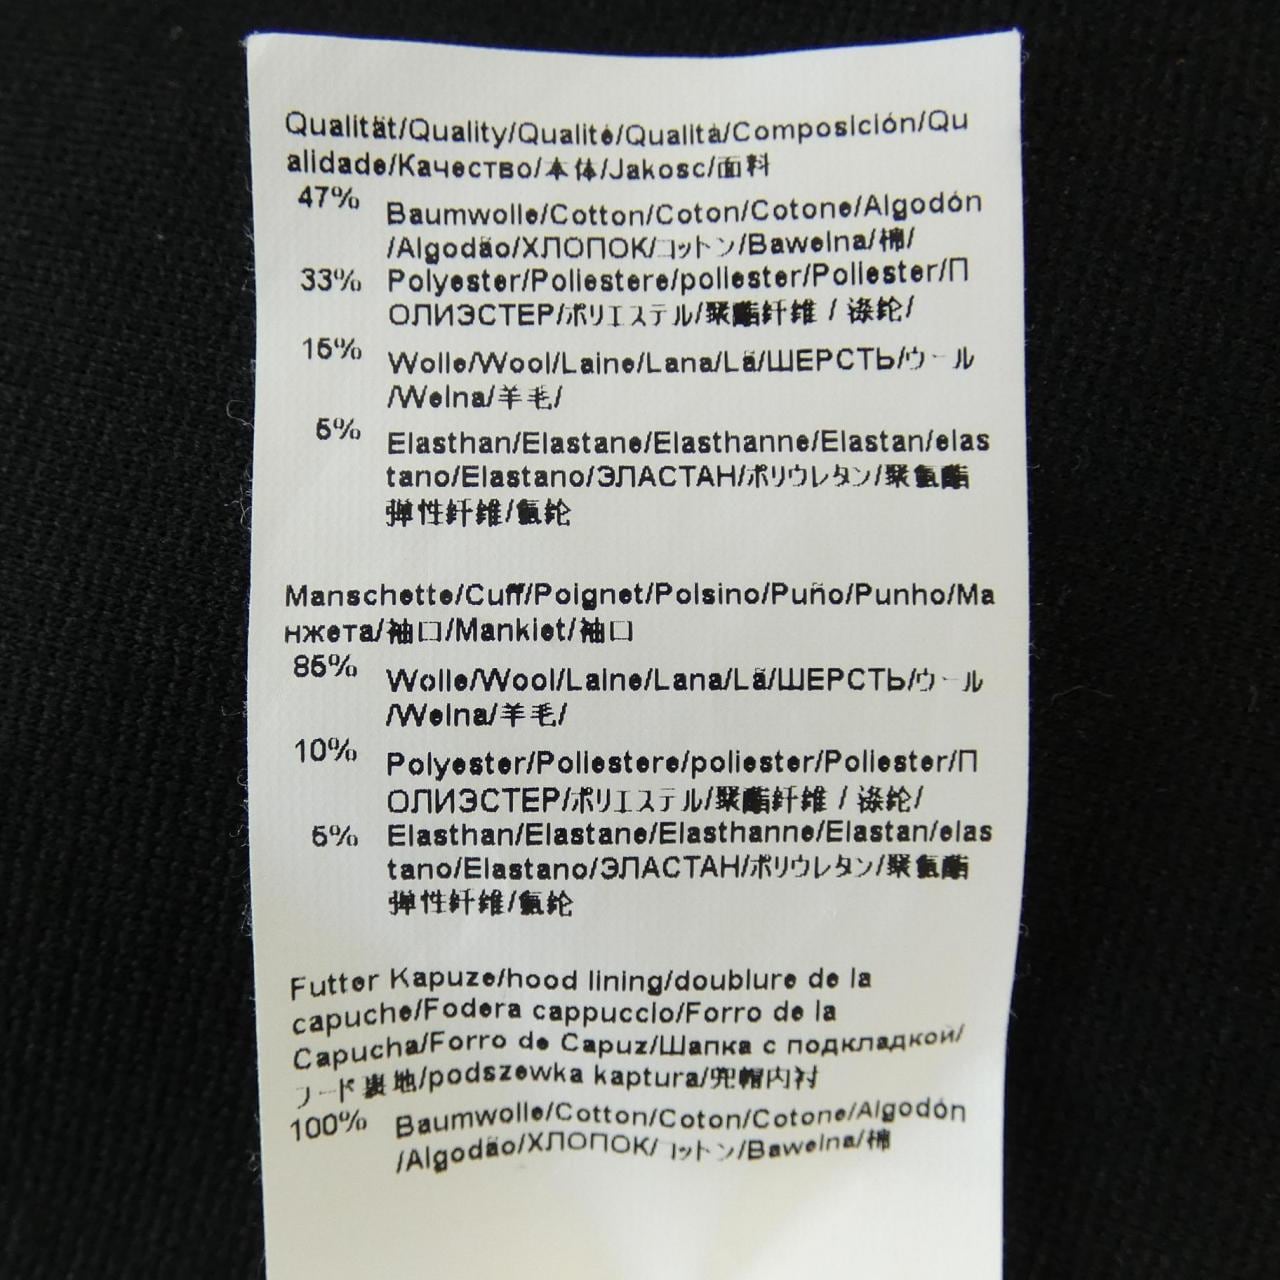 Qualität/Quality/Qualité/Qualità/Composición/Qu
alidade/Качество/本体/Jakosc/面料
47% Baumwolle/Cotton/Coton/Cotone/Algodón
/Algodão/ХЛОПОК/コットン/Bawelna/棉/
33% Polyester/Poliestere/poliester/Poliester/П
ОЛИЭСТЕР/ポリエステル/聚酯纤维 / 涤纶/
15% Wolle/Wool/Laine/Lana/Lã/ШЕРСТЬ/ウール
/Welna/羊毛/
5% Elasthan/Elastane/Elasthanne/Elastan/elas
tano/Elastano/ЭЛАСТАН/ポリウレタン/聚氨酯
弹性纤维/氨纶
Manschette/Cuff/Poignet/Polsino/Puño/Punho/Ма
нжета/袖口/Mankiet/袖口
85% Wolle/Wool/Laine/Lana/Lã/ШЕРСТЬ/ウール
/Welna/羊毛/
10% Polyester/Poliestere/poliester/Poliester/П
ОЛИЭСТЕР/ポリエステル/聚酯纤维 / 涤纶/
5% Elasthan/Elastane/Elasthanne/Elastan/elas
tano/Elastano/ЭЛАСТАН/ポリウレタン/聚氨酯
弹性纤维/氨纶
Futter Kapuze/hood lining/doublure de la
capuche/Fodera cappuccio/Forro de la
Capucha/Forro de Capuz/Шапка с подкладкой/
フード裏地/podszewka kaptura/兜帽内衬
100% Baumwolle/Cotton/Coton/Cotone/Algodón
/Algodão/ХЛОПОК/コットン/Bawelna/棉